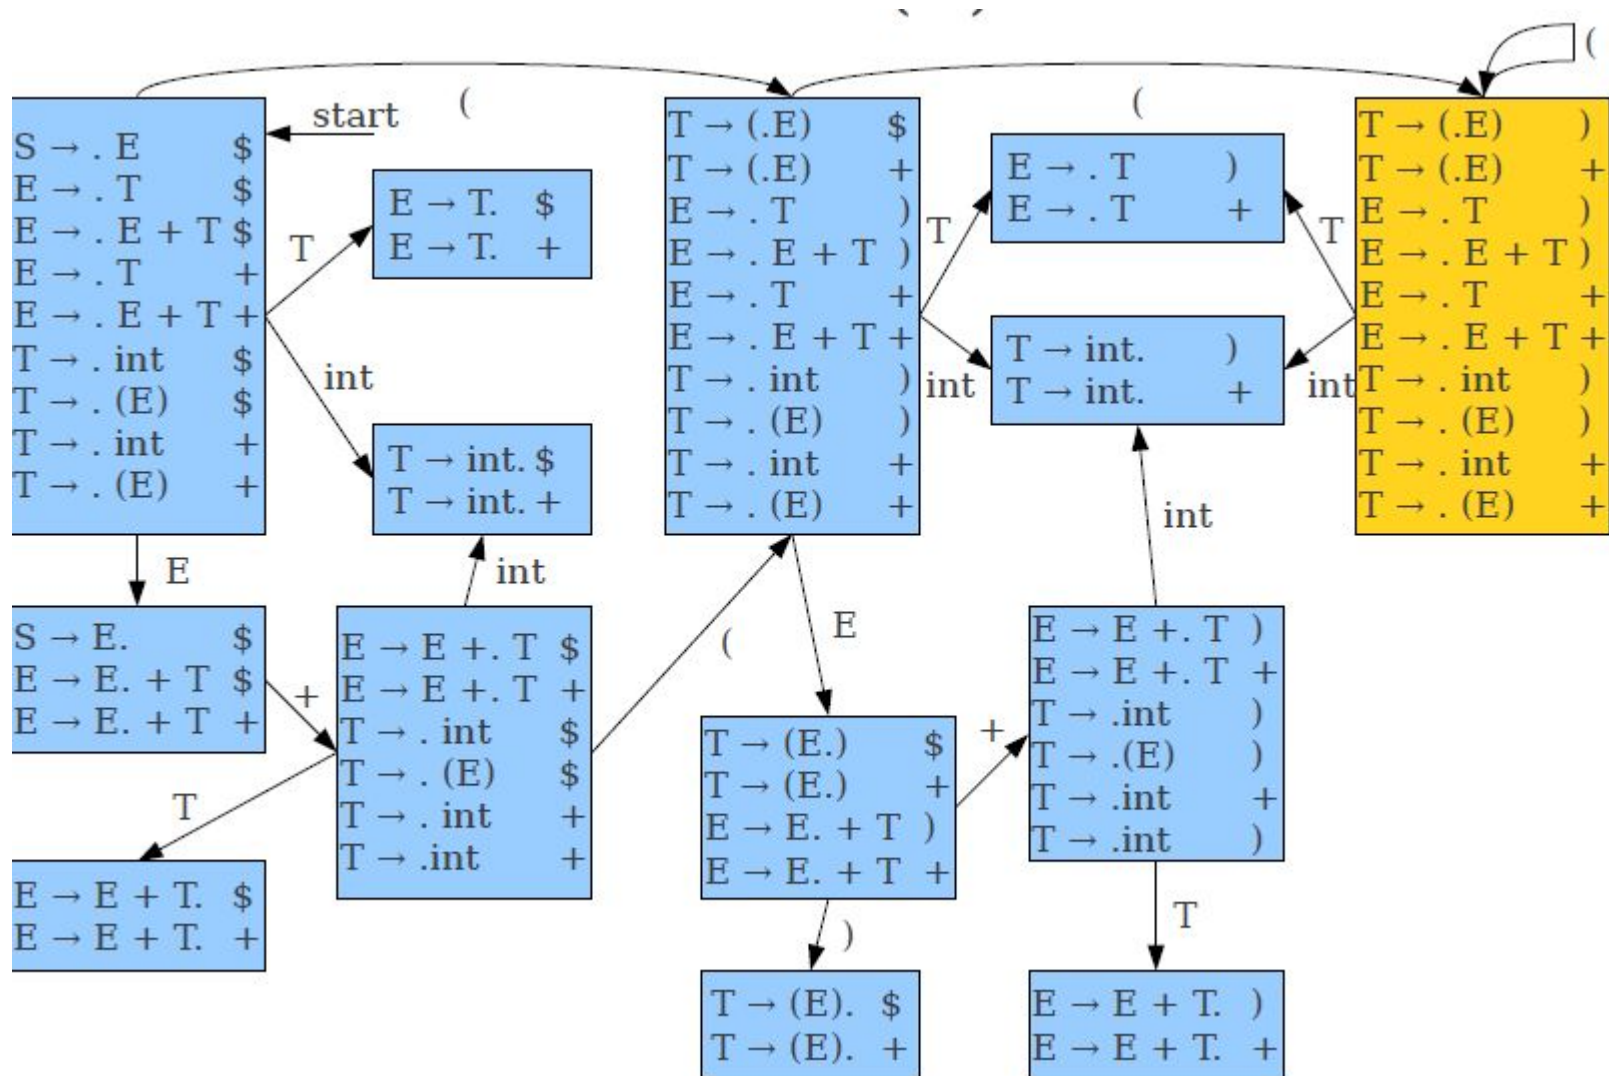 (
start
(
(
S → . E $
E → . T $
E → . E + T $
E → . T +
E → . E + T +
T → . int $
T → . (E) $
T → . int +
T → . (E) +
T
E → T. $
E → T. +
int
T → int. $
T → int. +
T → (.E) $
T → (.E) +
E → . T )
E → . E + T )
E → . T +
E → . E + T +
T → . int )
T → . (E) )
T → . int +
T → . (E) +
T
E → . T )
E → . T +
T
int
T → int. )
T → int. +
int
T → (.E) )
T → (.E) +
E → . T )
E → . E + T )
E → . T +
E → . E + T +
T → . int )
T → . (E) )
T → . int +
T → . (E) +
E
int
(
E
int
S → E. $
E → E. + T $
E → E. + T +
+
E → E +. T $
E → E +. T +
T → . int $
T → . (E) $
T → . int +
T → .int +
T
E → E + T. $
E → E + T. +
T → (E.) $
T → (E.) +
E → E. + T )
E → E. + T +
+
E → E +. T )
E → E +. T +
T → .int )
T → .(E) )
T → .int +
T → .int )
)
T
T → (E). $
T → (E). +
E → E + T. )
E → E + T. +